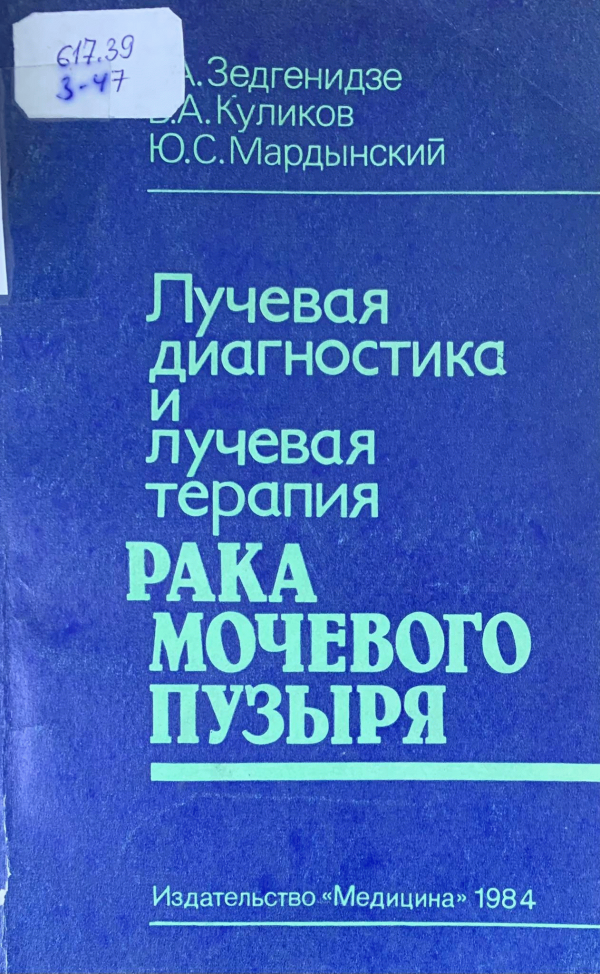 617.39
З-47
А.Зедгенидзе
А.Куликов
Ю.С.Мардынский
Лучевая
диагностика
и
лучевая
терапия
РАКА
МОЧЕВОГО
ПУЗЫРЯ
Издательство «Медицина» 1984